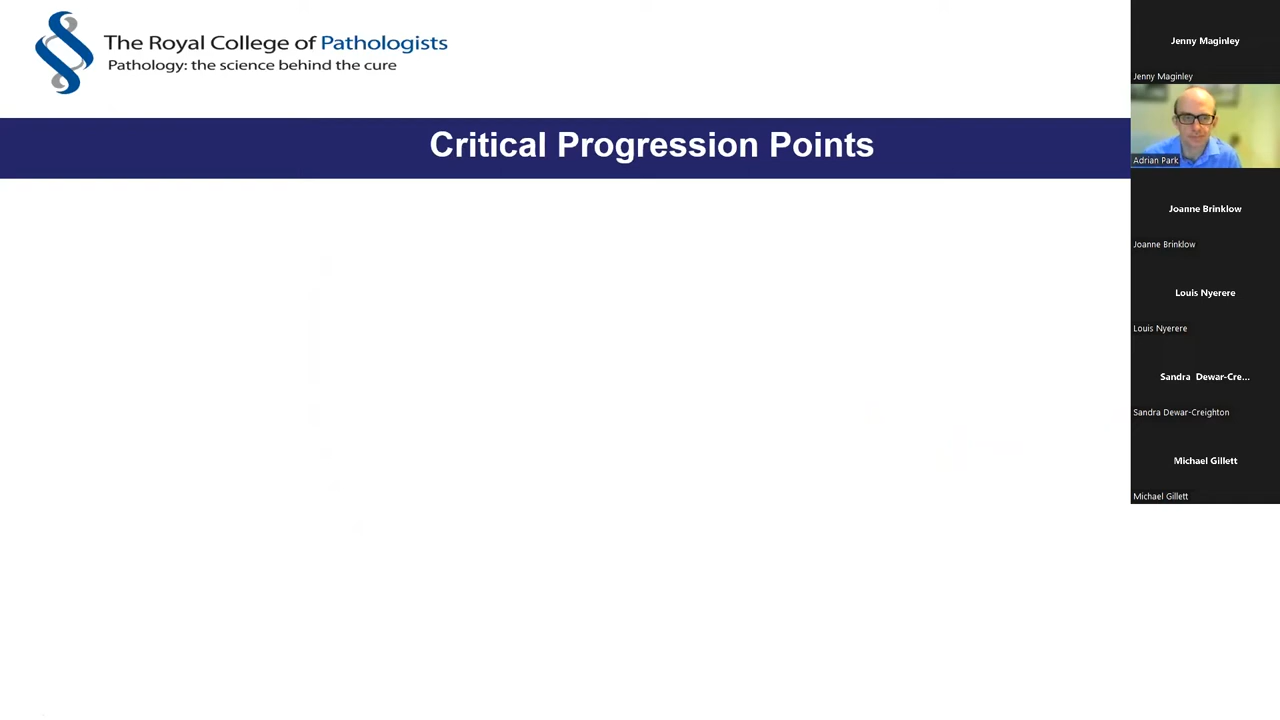 The Royal College of Pathologists
Pathology: the science behind the cure
Critical Progression Points
Jenny Maginley
Jenny Maginley
Adrian Park
Joanne Brinklow
Joanne Brinklow
Louis Nyerere
Louis Nyerere
Sandra Dewar-Cre...
Sandra Dewar-Creighton
Michael Gillett
Michael Gillett